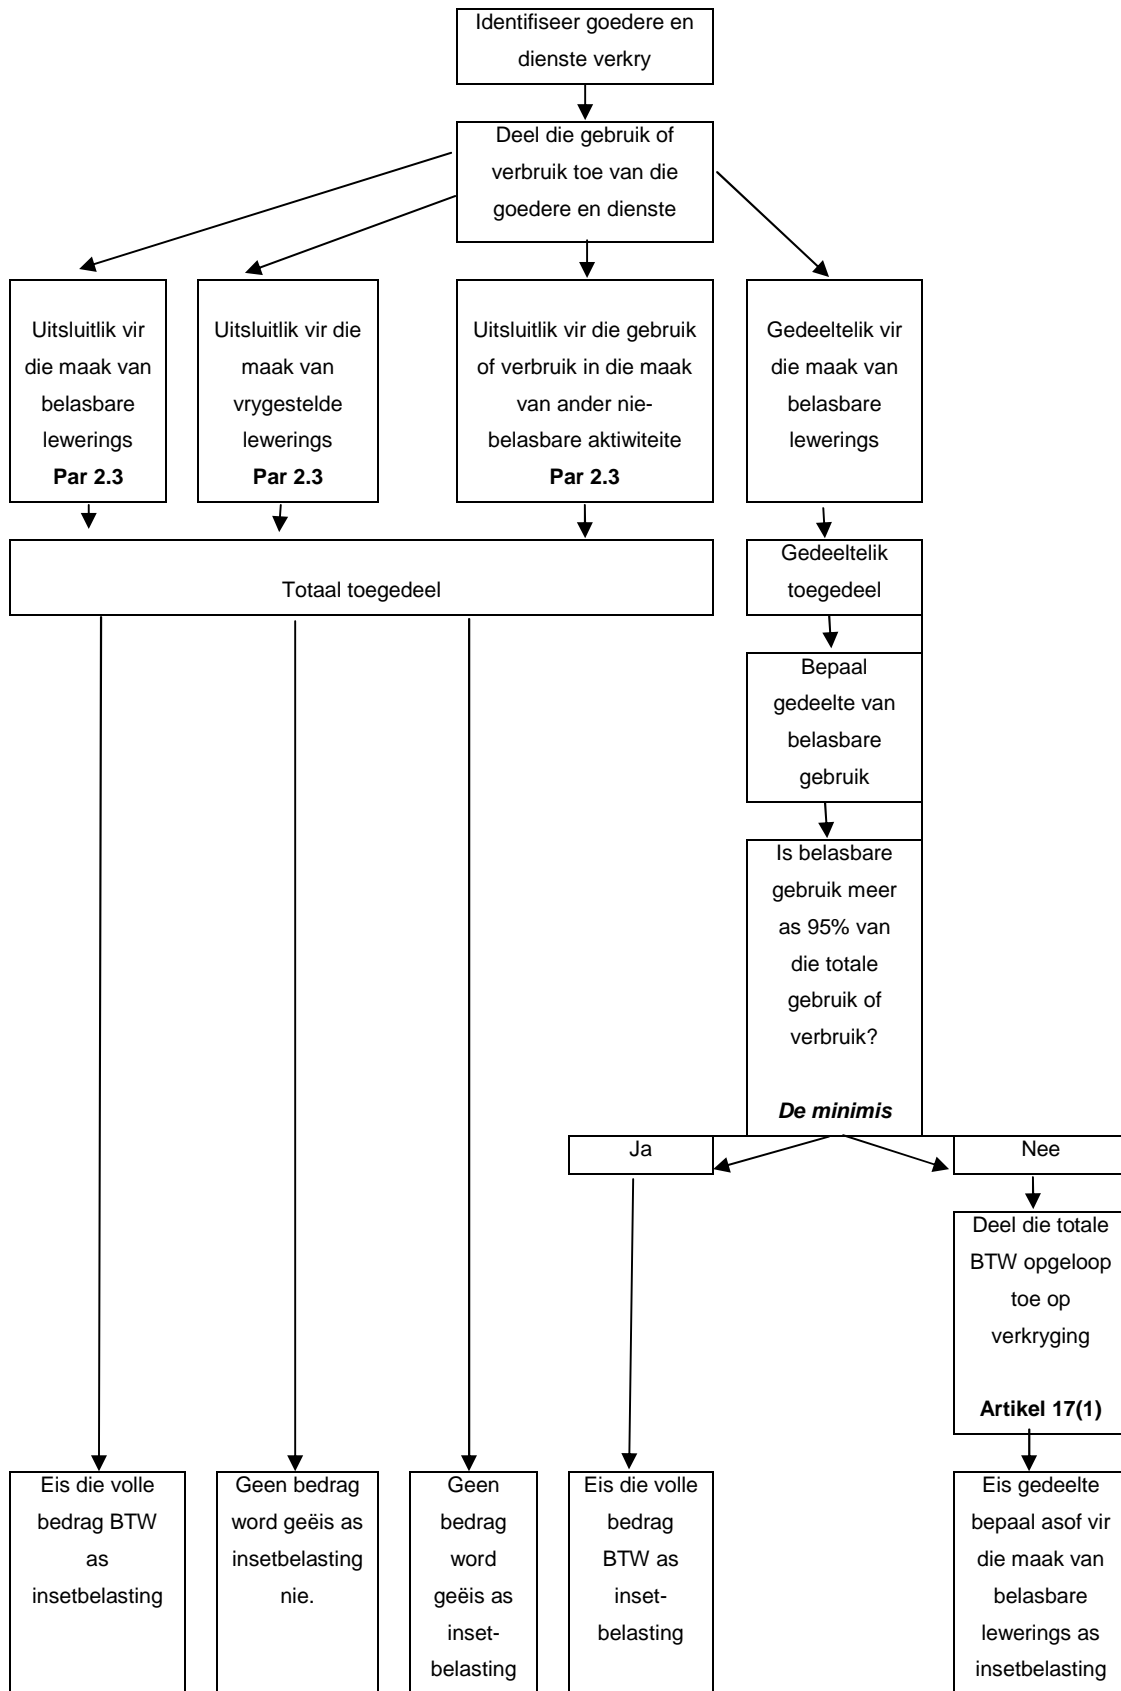 Identifiseer goedere en
dienste verkry
Deel die gebruik of
verbruik toe van die
goedere en dienste
Uitsluitlik vir
die maak van
belasbare
lewerings
Par 2.3
Uitsluitlik vir die
maak van
vrygestelde
lewerings
Par 2.3
Uitsluitlik vir die gebruik
of verbruik in die maak
van ander nie-
belasbare aktiwiteite
Par 2.3
Gedeeltelik vir
die maak van
belasbare
lewerings
Totaal toegedeel
Gedeeltelik
toegedeel
Bepaal
gedeelte van
belasbare
gebruik
Is belasbare
gebruik meer
as 95% van
die totale
gebruik of
verbruik?
De minimis
Ja
Nee
Deel die totale
BTW opgeloop
toe op
verkryging
Artikel 17(1)
Eis die volle
bedrag BTW
as
insetbelasting
Geen bedrag
word geëis as
insetbelasting
nie.
Geen
bedrag
word
geëis as
inset-
belasting
Eis die volle
bedrag
BTW as
inset-
belasting
Eis gedeelte
bepaal asof vir
die maak van
belasbare
lewerings as
insetbelasting